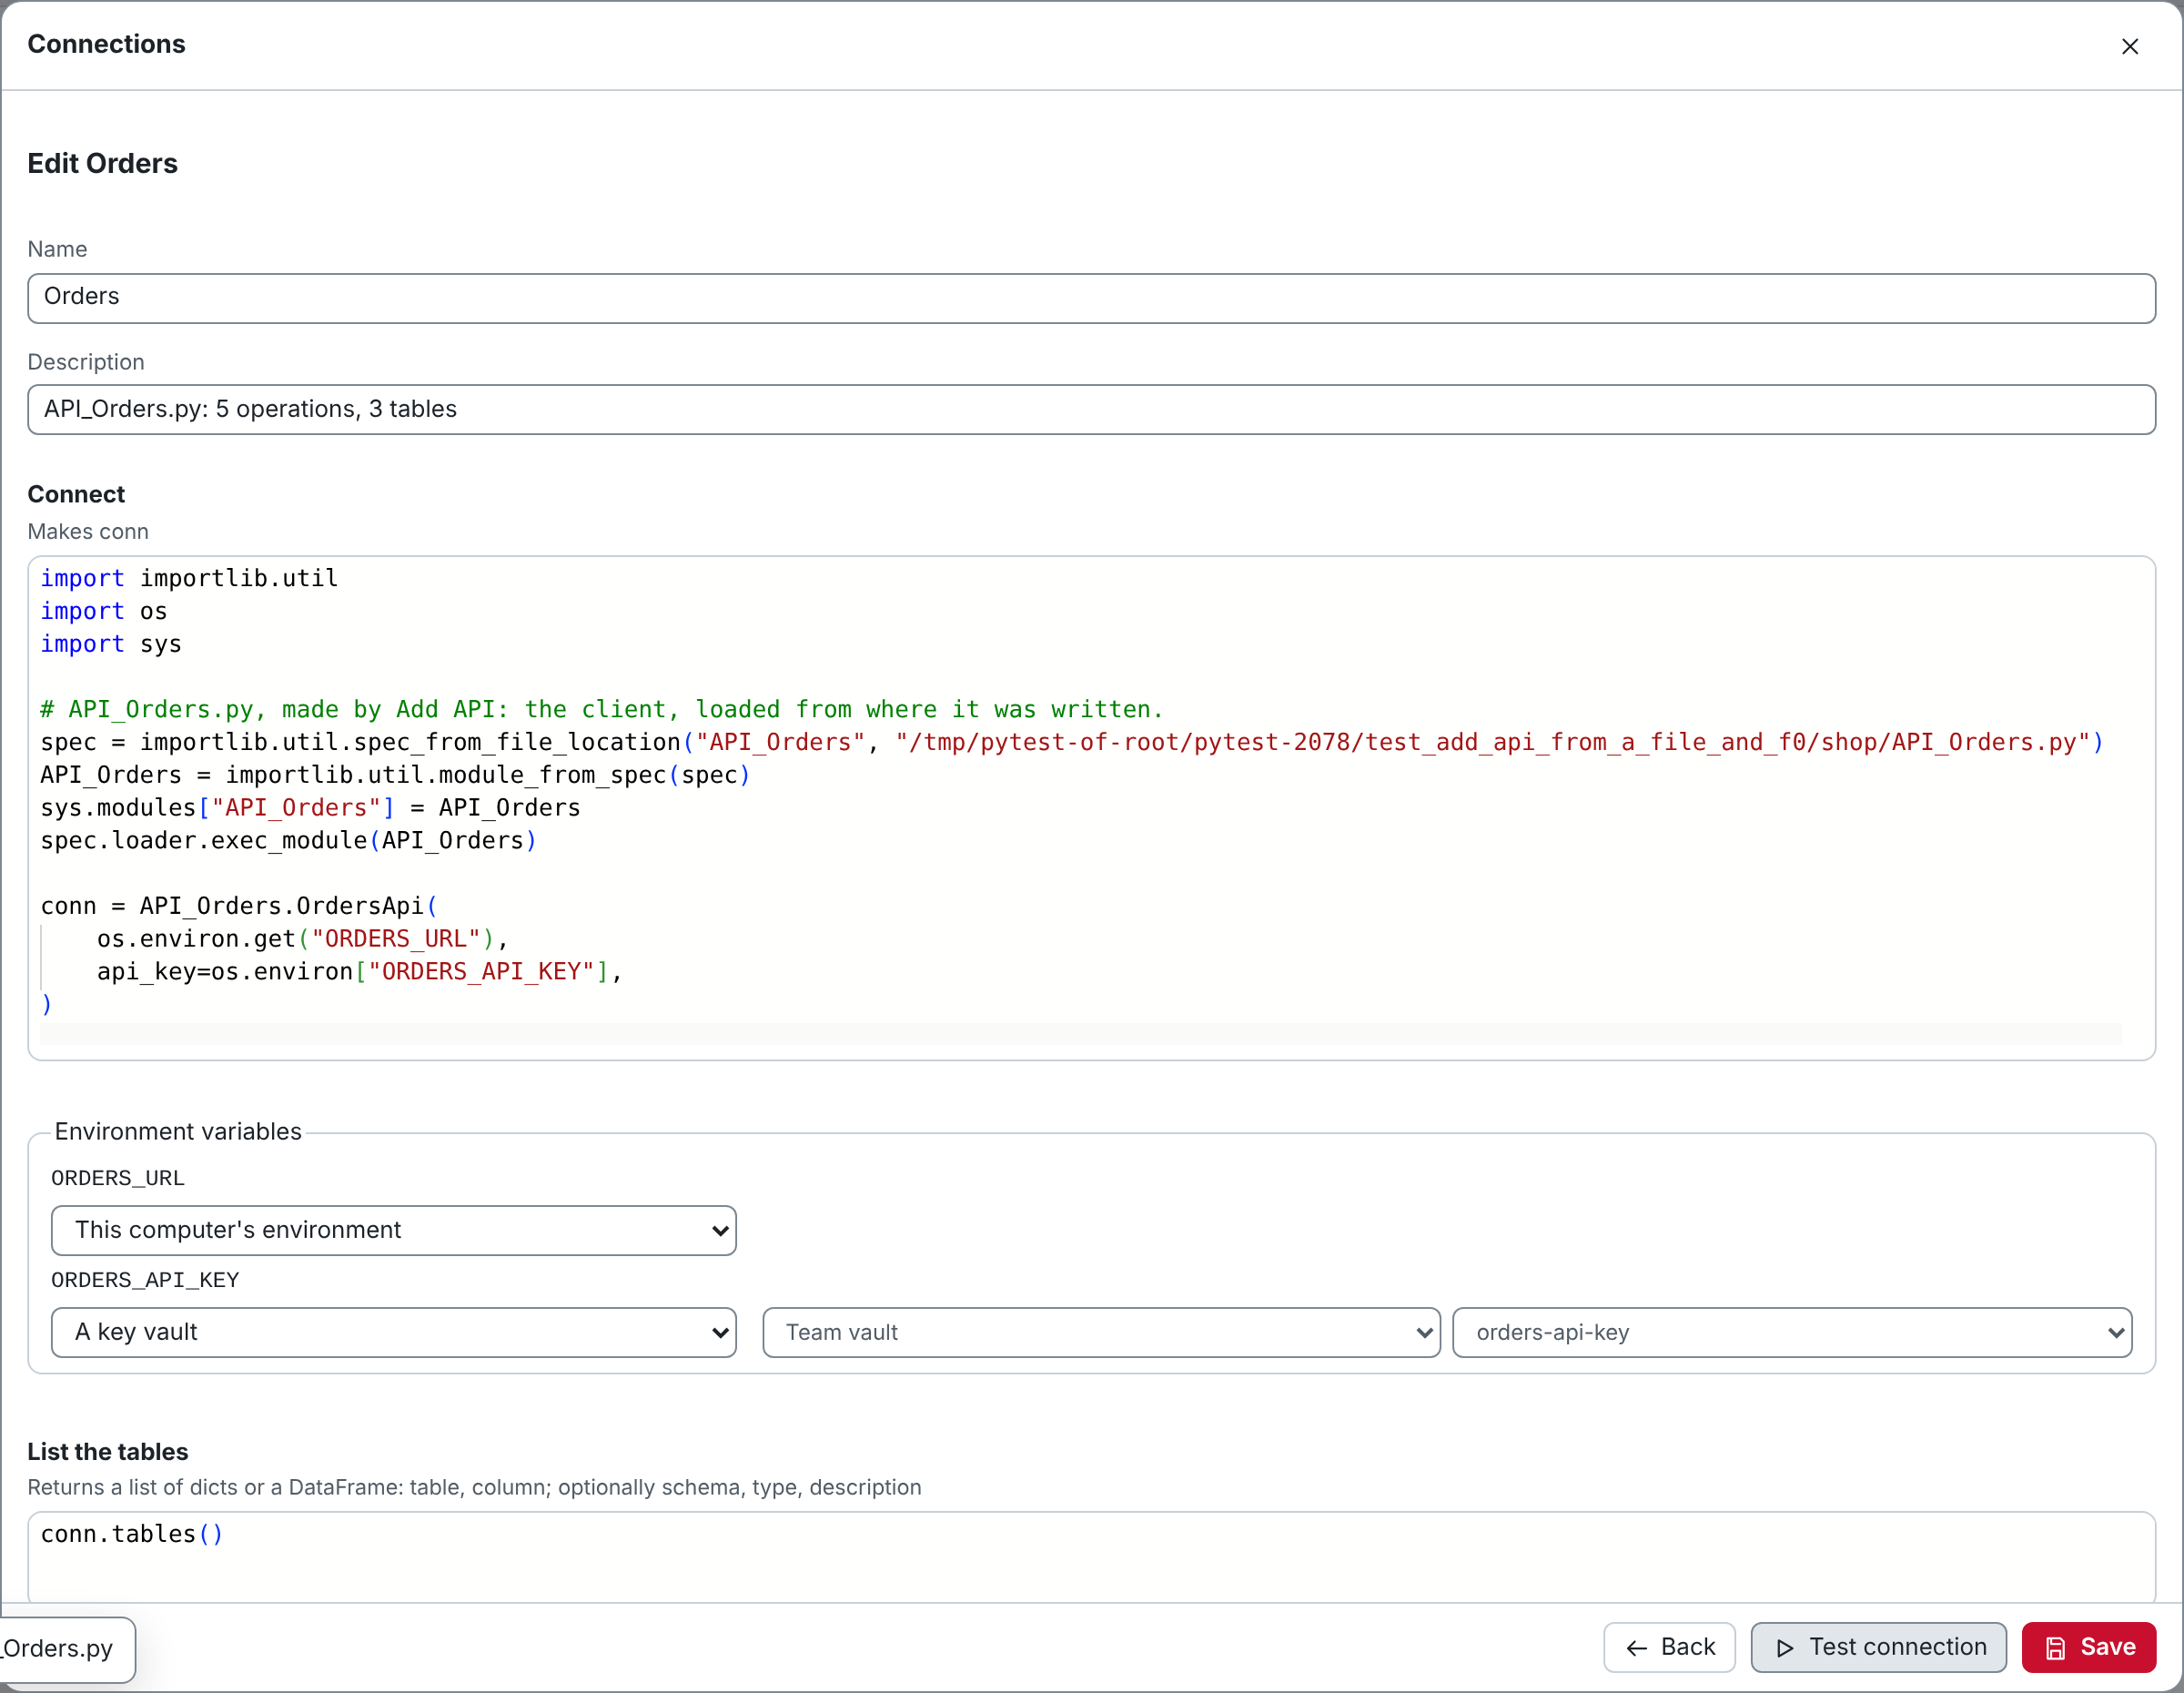 Connections
Edit Orders
Name
Orders
Description
API_Orders.py: 5 operations, 3 tables
Connect
Makes conn
import importlib.util
import os
import sys
# API_Orders.py, made by Add API: the client, loaded from where it was written.
spec = importlib.util.spec_from_file_location("API_Orders", "/tmp/pytest-of-root/pytest-2078/test_add_api_from_a_file_and_f0/shop/API_Orders.py")
API_Orders = importlib.util.module_from_spec(spec)
sys.modules["API_Orders"] = API_Orders
spec.loader.exec_module(API_Orders)
conn = API_Orders.OrdersApi(
    os.environ.get("ORDERS_URL"),
    api_key=os.environ["ORDERS_API_KEY"],
)
Environment variables
ORDERS_URL
This computer's environment
ORDERS_API_KEY
A key vault Team vault orders-api-key
List the tables
Returns a list of dicts or a DataFrame: table, column; optionally schema, type, description
conn.tables()
_Orders.py Back Test connection Save